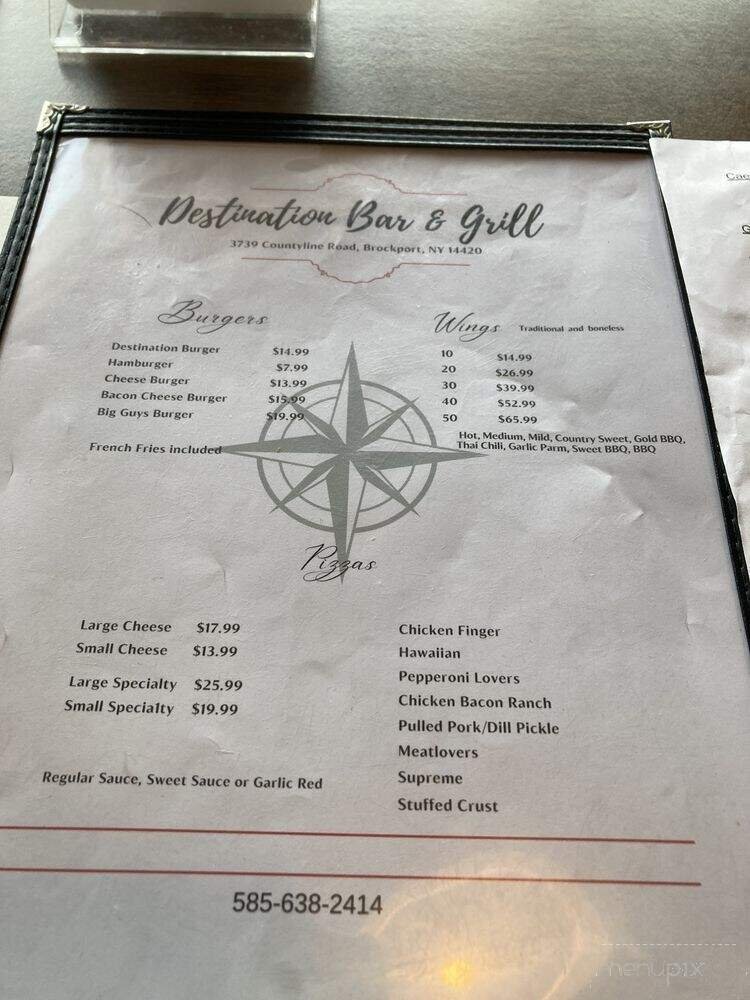 Cae
G
Destination Bar & Grill
3739 Countyline Road, Brockport, NY 14420
Burgers
Destination Burger $14.99
Hamburger $7.99
Cheese Burger $13.99
Bacon Cheese Burger $15.99
Big Guys Burger $19.99
French Fries included
Wings Traditional and boneless
10 $14.99
20 $26.99
30 $39.99
40 $52.99
50 $65.99
Hot, Medium, Mild, Country Sweet, Gold BBQ,
Thai Chili, Garlic Parm, Sweet BBQ, BBQ
Pizzas
Large Cheese $17.99
Small Cheese $13.99
Large Specialty $25.99
Small Specialty $19.99
Regular Sauce, Sweet Sauce or Garlic Red
Chicken Finger
Hawaiian
Pepperoni Lovers
Chicken Bacon Ranch
Pulled Pork/Dill Pickle
Meatlovers
Supreme
Stuffed Crust
585-638-2414
menupix